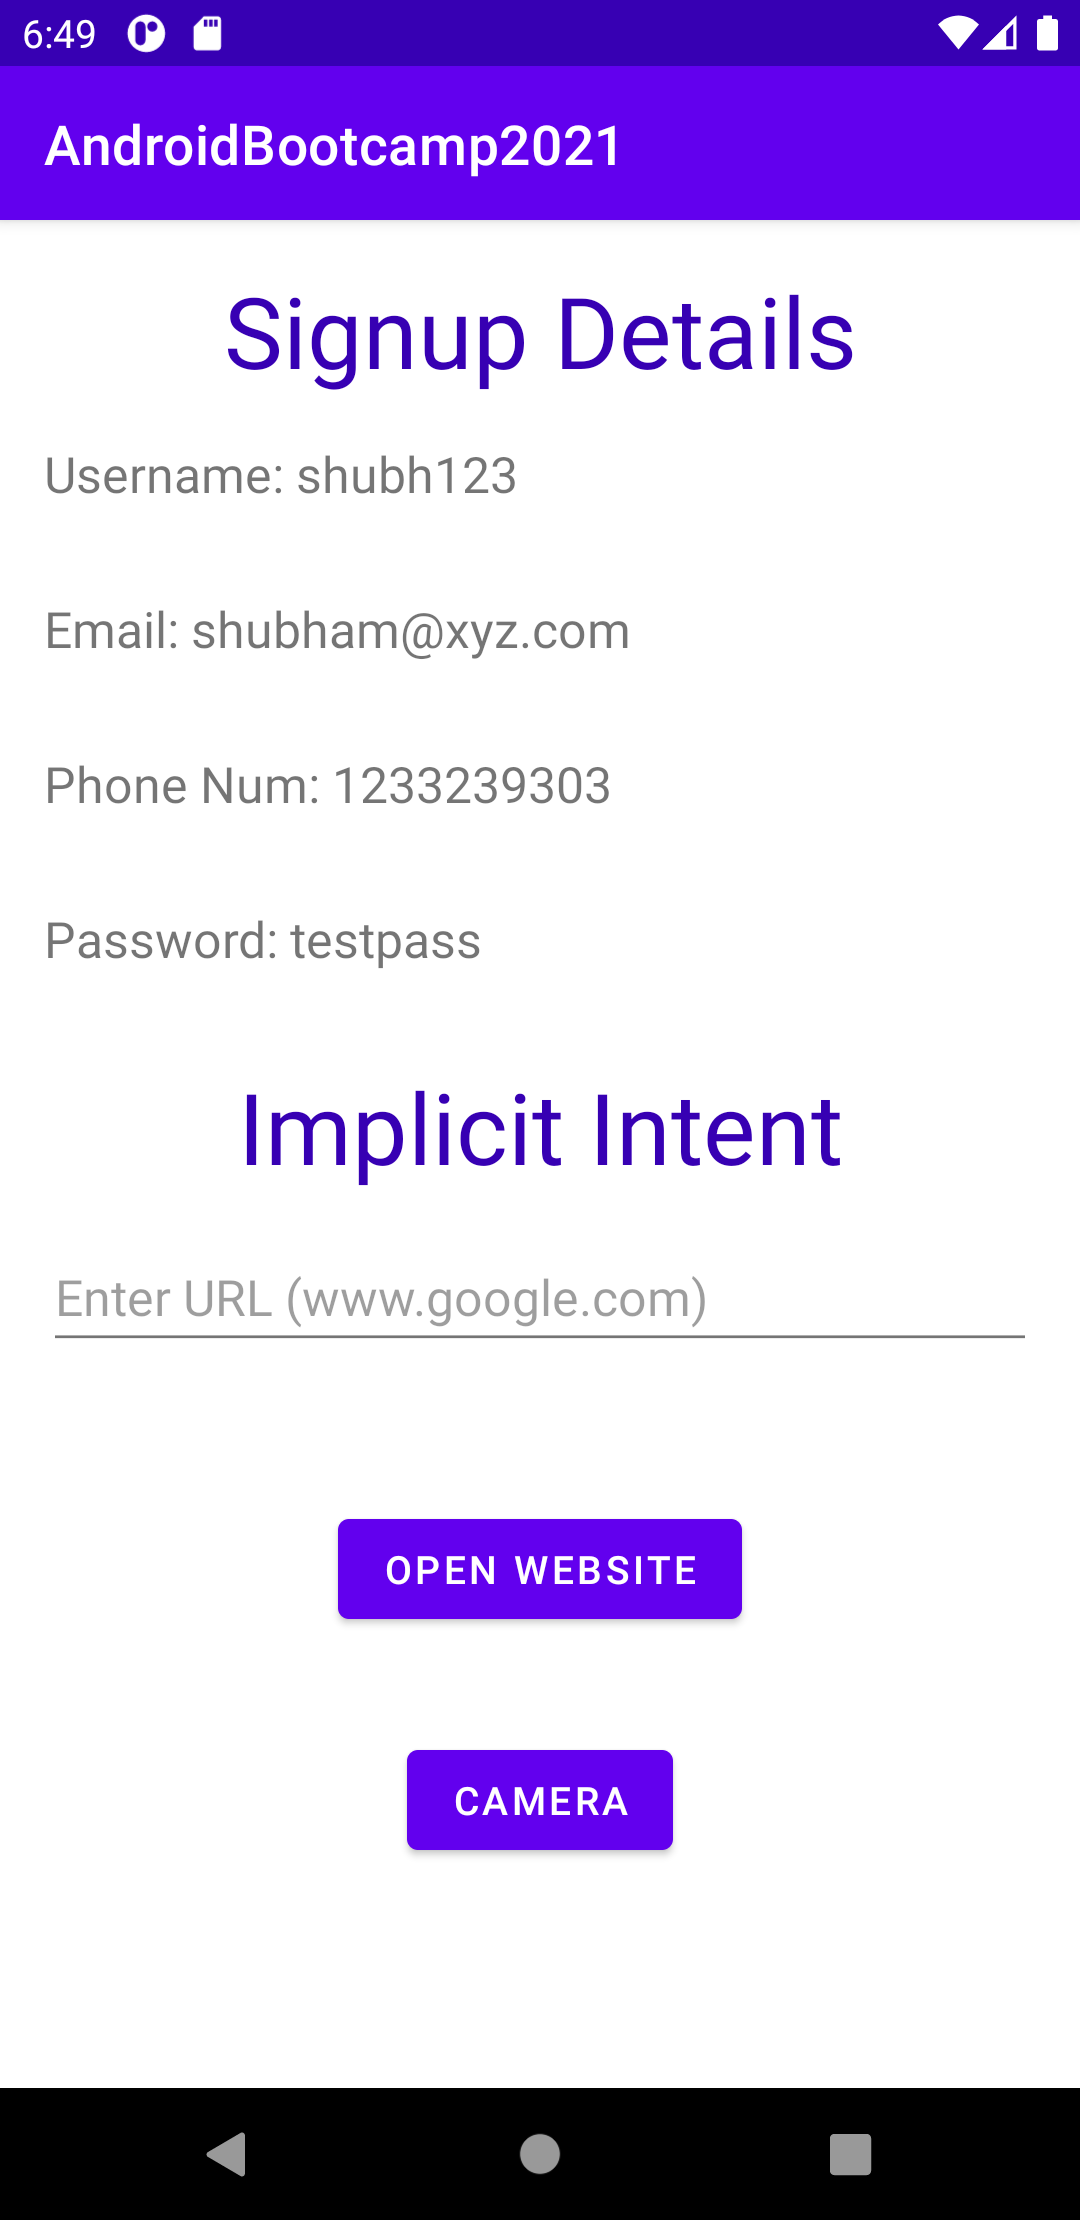 6:49
AndroidBootcamp2021
Signup Details
Username: shubh123
Email: shubham@xyz.com
Phone Num: 1233239303
Password: testpass
Implicit Intent
Enter URL (www.google.com)
OPEN WEBSITE
CAMERA